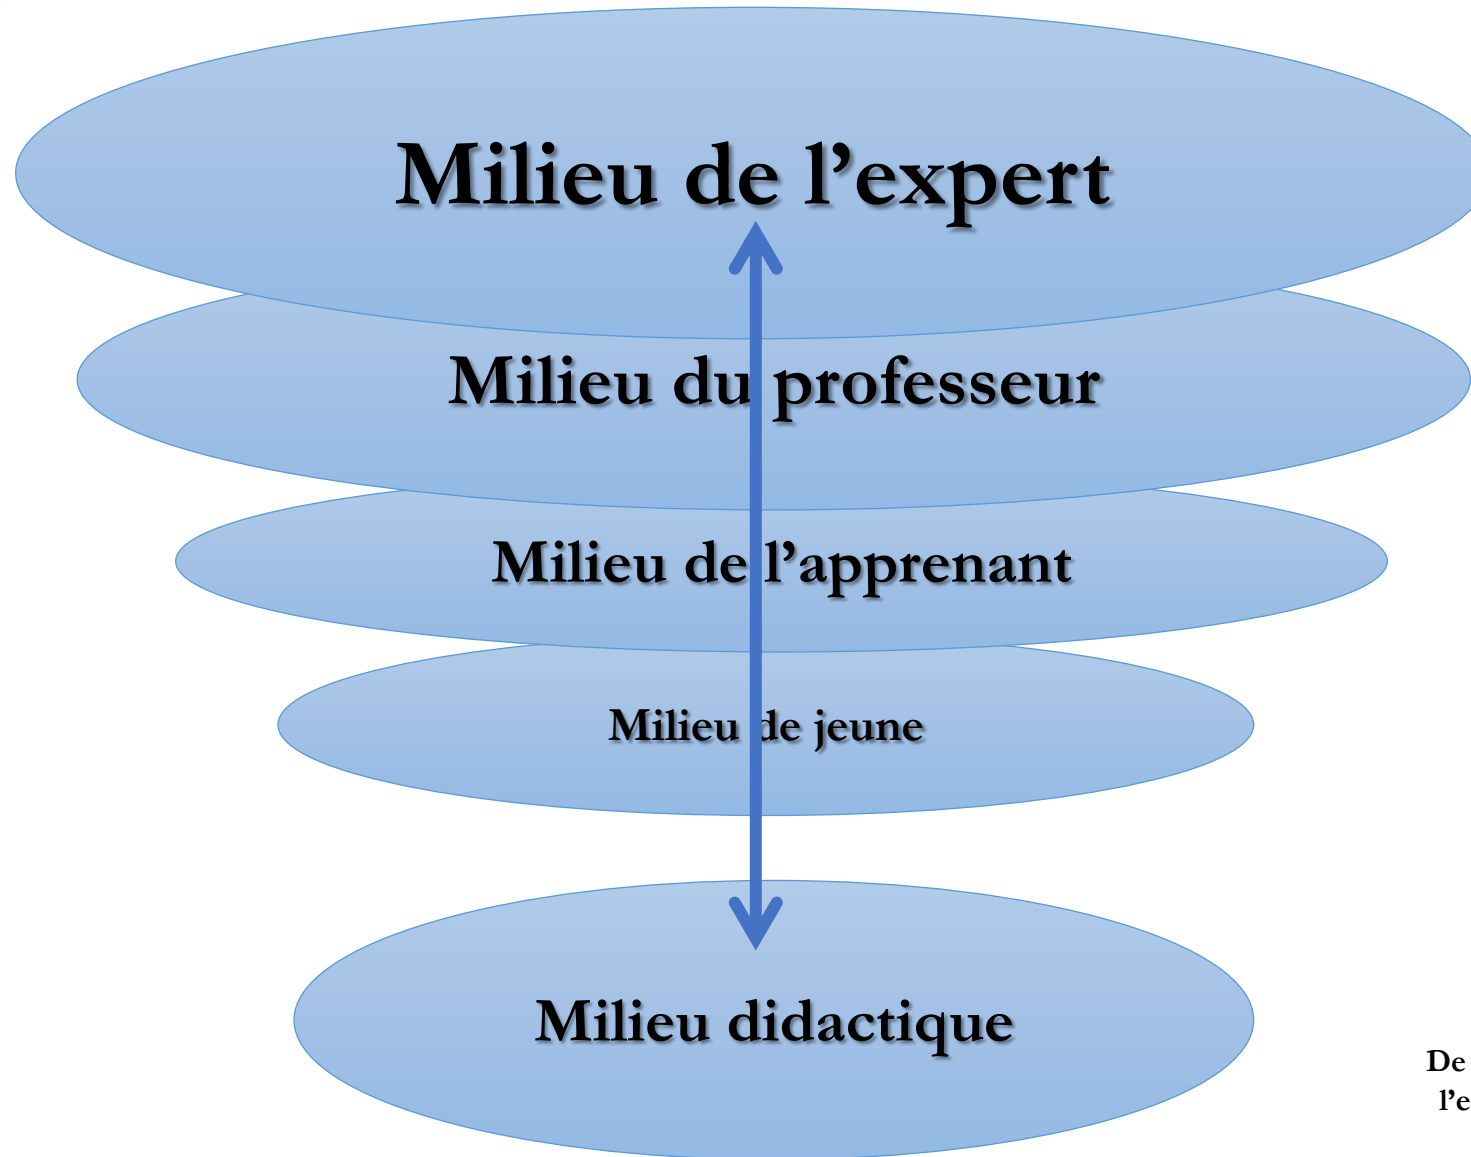 Milieu de l’expert
Milieu du professeur
Milieu de l’apprenant
Milieu de jeune
Milieu didactique
De
l’e